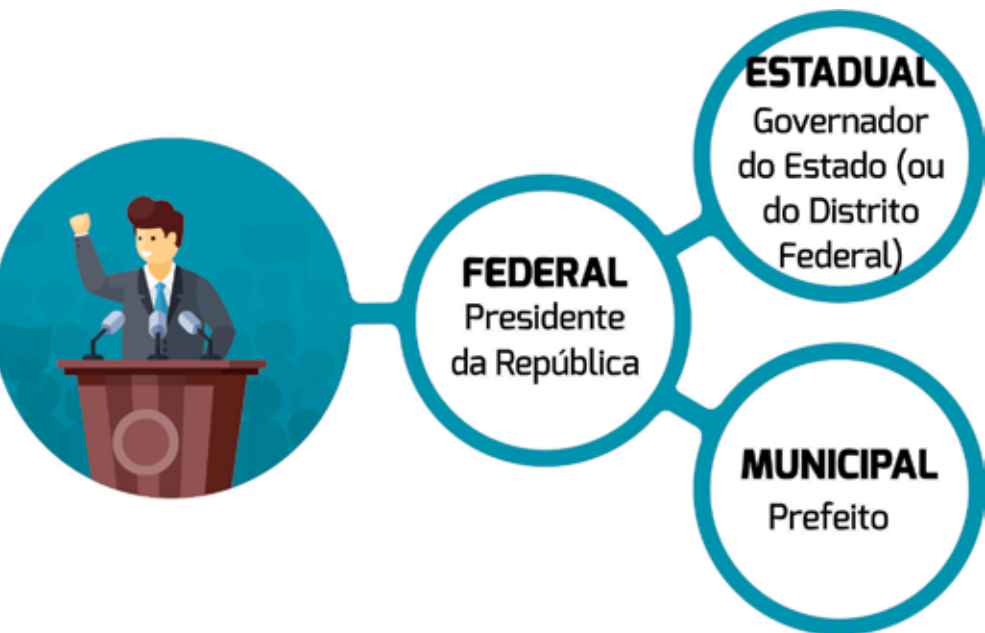 FEDERAL
Presidente
da República
ESTADUAL
Governador
do Estado (ou
do Distrito
Federal)
MUNICIPAL
Prefeito